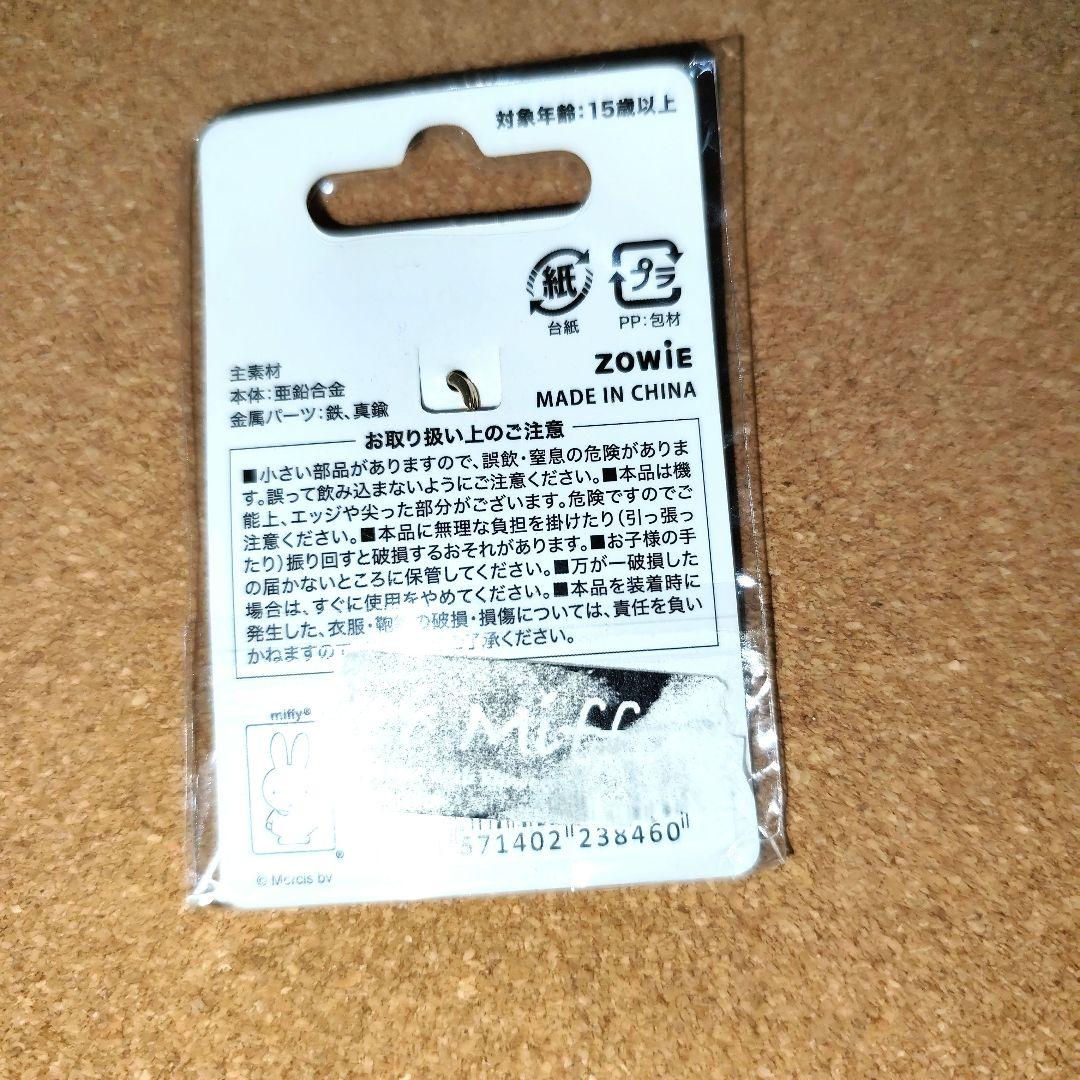 対象年齢：15歳以上
紙
プラ
台紙
PP：包材
ZOWiE
MADE IN CHINA
主素材
本体：亜鉛合金
金属パーツ：鉄、真鍮
お取り扱い上のご注意
■小さい部品がありますので、誤飲・窒息の危険がありま
す。誤って飲み込まないようにご注意ください。■本品は機
能上、エッジや尖った部分がございます。危険ですのでご
注意ください。■本品に無理な負担を掛けたり（引っ張っ
たり）振り回すと破損するおそれがあります。■お子様の手
の届かないところに保管してください。■万が一破損した
場合は、すぐに使用をやめてください。■本品を装着時に
発生した、衣服・鞄 の破損・損傷については、責任を負い
かねますので 了承ください。
miffy®
Miff
®
571402 238460
© Mercis bv